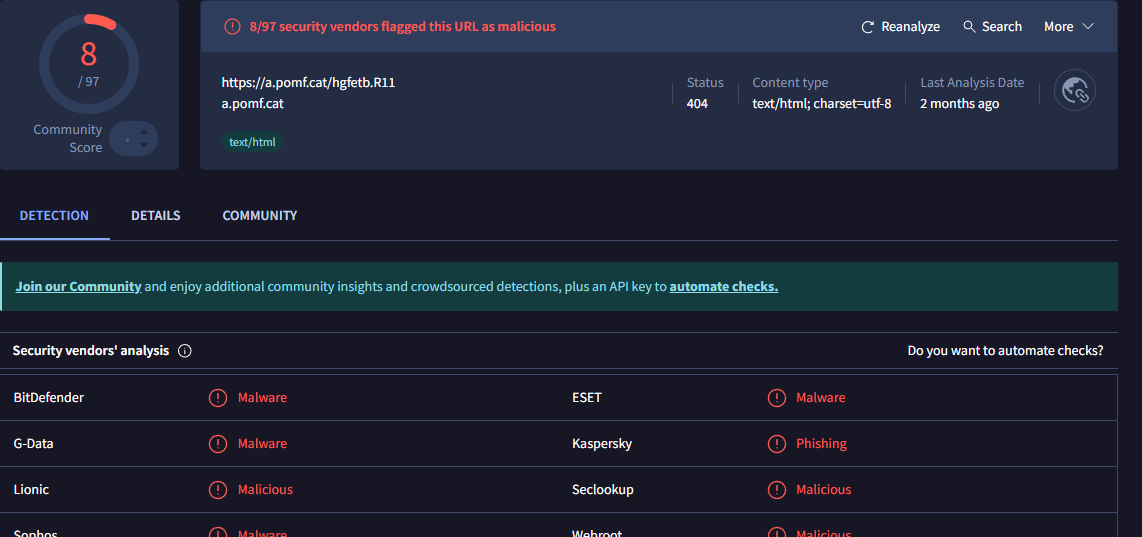 8
/ 97
Community
Score
8/97 security vendors flagged this URL as malicious
Reanalyze
Search
More
https://a.pomf.cat/hgfetb.R11
a.pomf.cat
text/html
Status
404
Content type
text/html; charset=utf-8
Last Analysis Date
2 months ago
DETECTION
DETAILS
COMMUNITY
Join our Community and enjoy additional community insights and crowdsourced detections, plus an API key to automate checks.
Security vendors' analysis
Do you want to automate checks?
BitDefender Malware ESET Malware
G-Data Malware Kaspersky Phishing
Lionic Malicious Seclookup Malicious
Sophos Malware Webroot Malicious